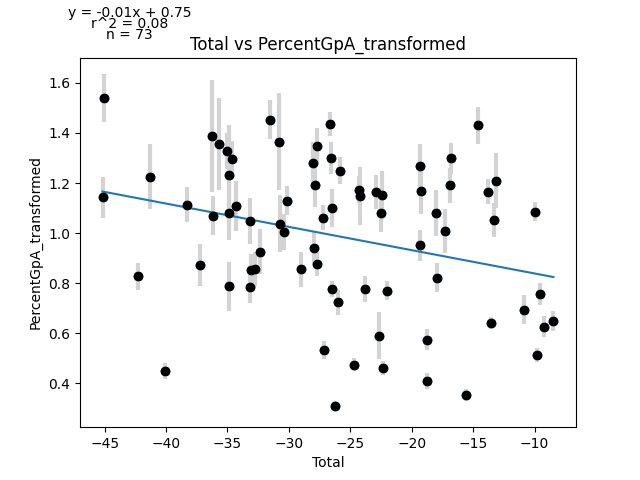 y = -0.01x + 0.75
r^2 = 0.08
n = 73
Total vs PercentGpA_transformed
1.6
1.4
1.2
1.0
0.8
0.6
0.4
PercentGpA_transformed
−45
−40
−35
−30
−25
−20
−15
−10
Total